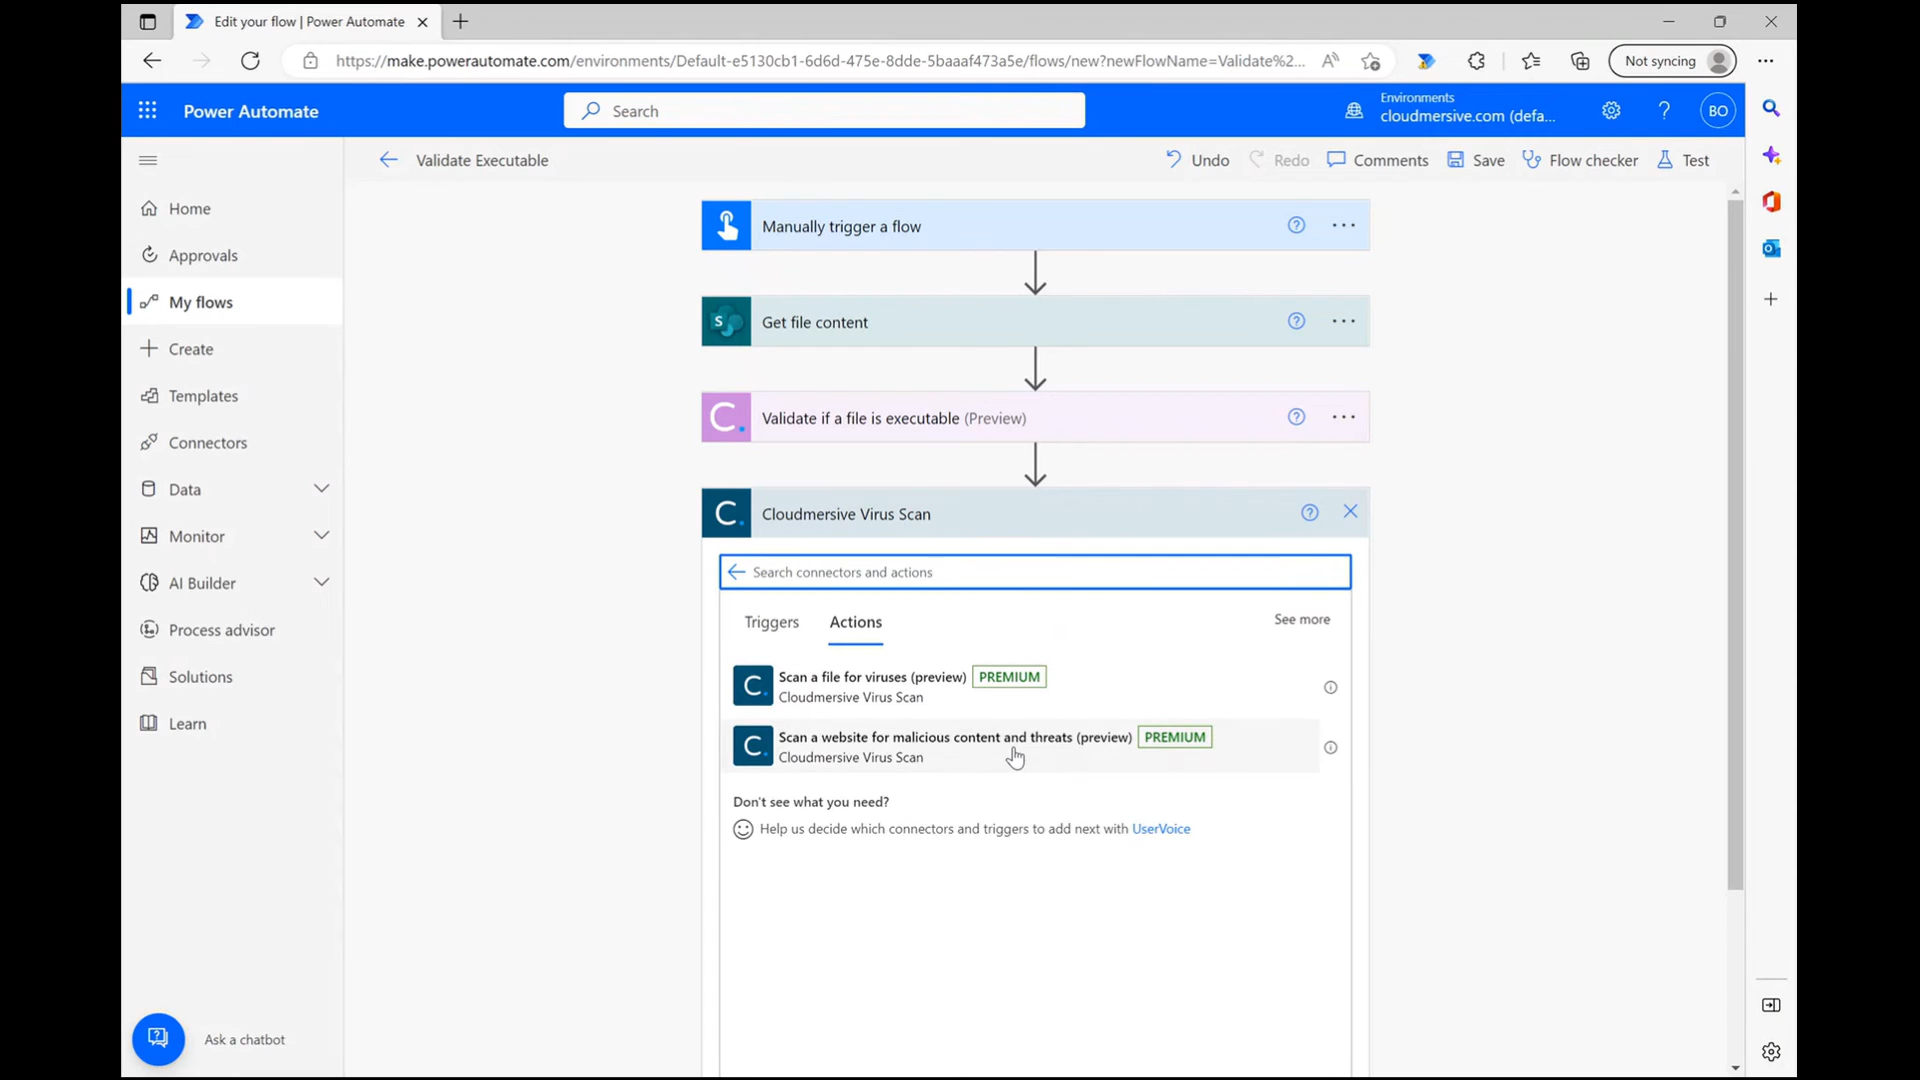 Edit your flow | Power Automate
https://make.powerautomate.com/environments/Default-e5130cb1-6d6d-475e-8dde-5baaaf473a5e/flows/new?newFlowName=Validate%2...
Not syncing
Power Automate
Search
Environments
cloudmersive.com (defa...
BO
Validate Executable
Undo
Redo
Comments
Save
Flow checker
Test
Home
Approvals
My flows
Create
Templates
Connectors
Data
Monitor
AI Builder
Process advisor
Solutions
Learn
Ask a chatbot
Manually trigger a flow
Get file content
Validate if a file is executable (Preview)
Cloudmersive Virus Scan
Search connectors and actions
Triggers
Actions
See more
Scan a file for viruses (preview) PREMIUM
Cloudmersive Virus Scan
Scan a website for malicious content and threats (preview) PREMIUM
Cloudmersive Virus Scan
Don't see what you need?
Help us decide which connectors and triggers to add next with UserVoice